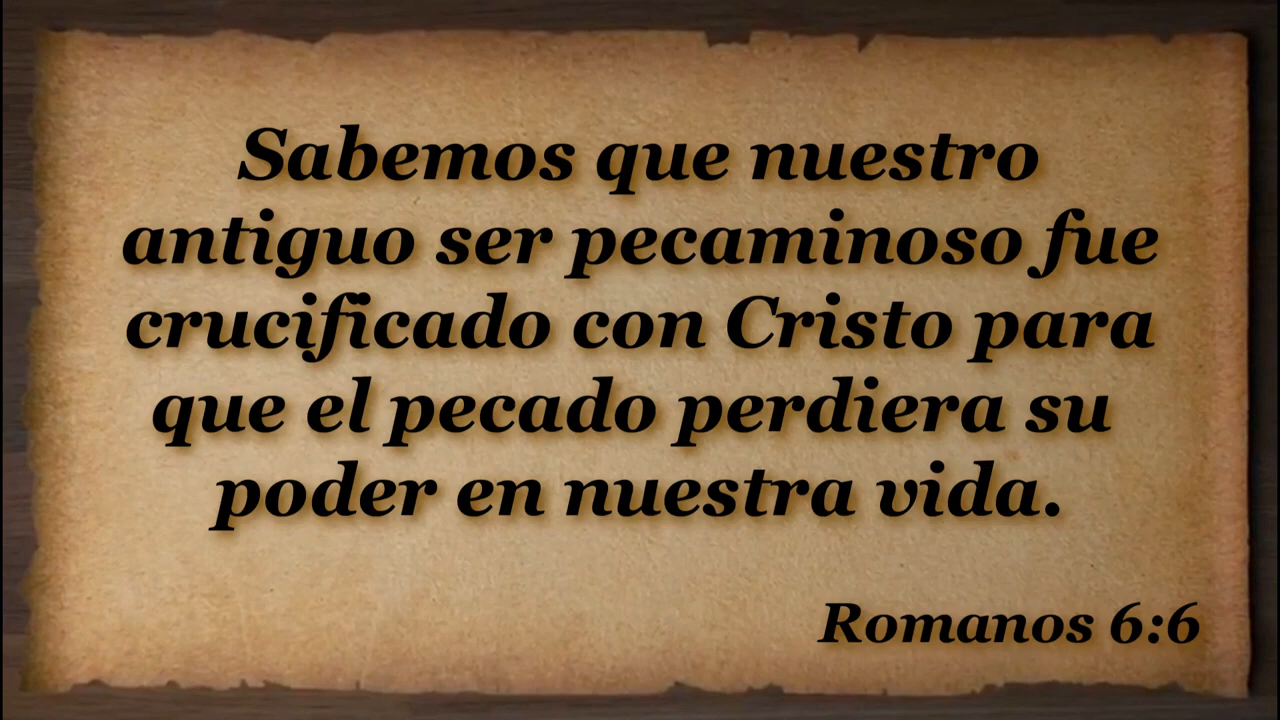 Sabemos que nuestro
antiguo ser pecaminoso fue
crucificado con Cristo para
que el pecado perdiera su
poder en nuestra vida.
Romanos 6:6